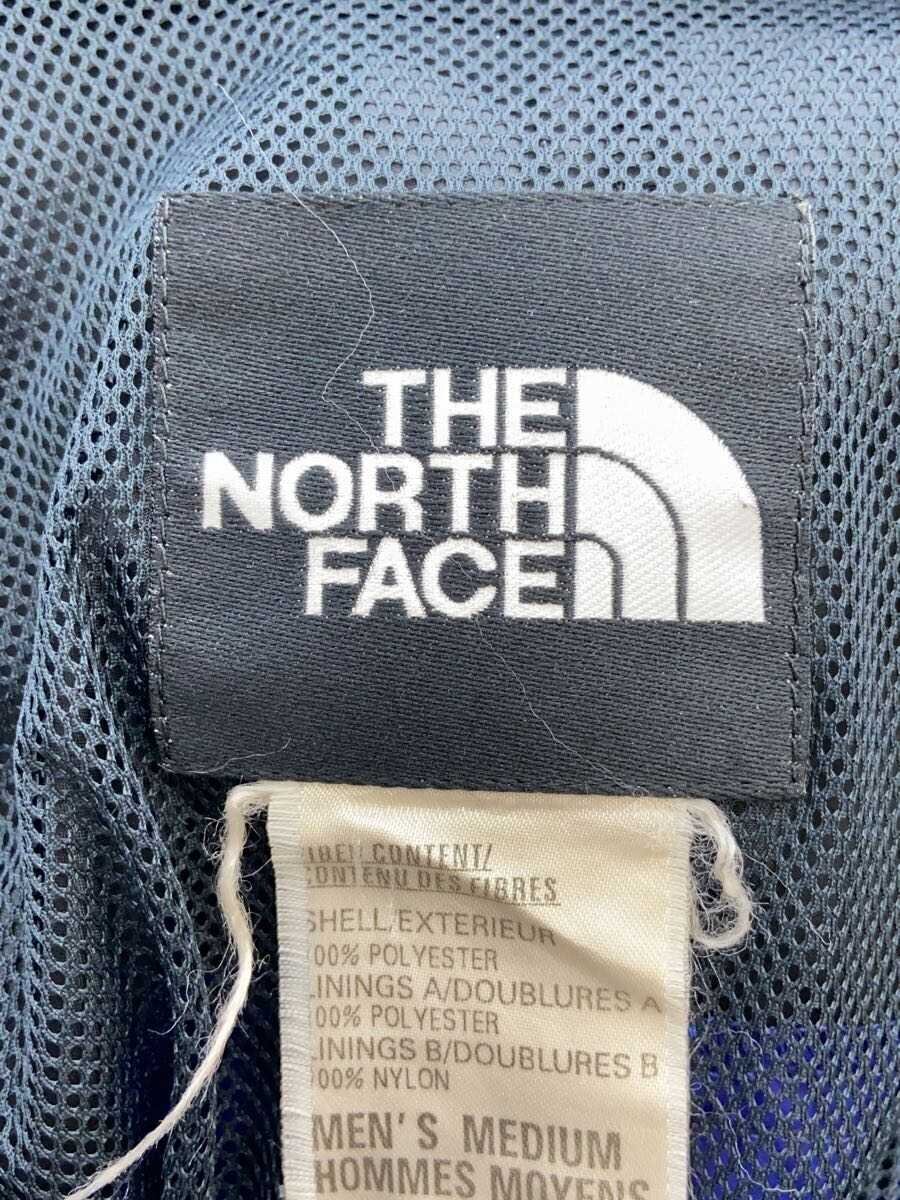 THE
NORTH
FACE
CONTENT/
CONTENU DES FIBRES
SHELL/EXTERIEUR
100% POLYESTER
LININGS A/DOUBLURES A
100% POLYESTER
LININGS B/DOUBLURES B
100% NYLON
MEN'S MEDIUM
HOMMES MOYENS